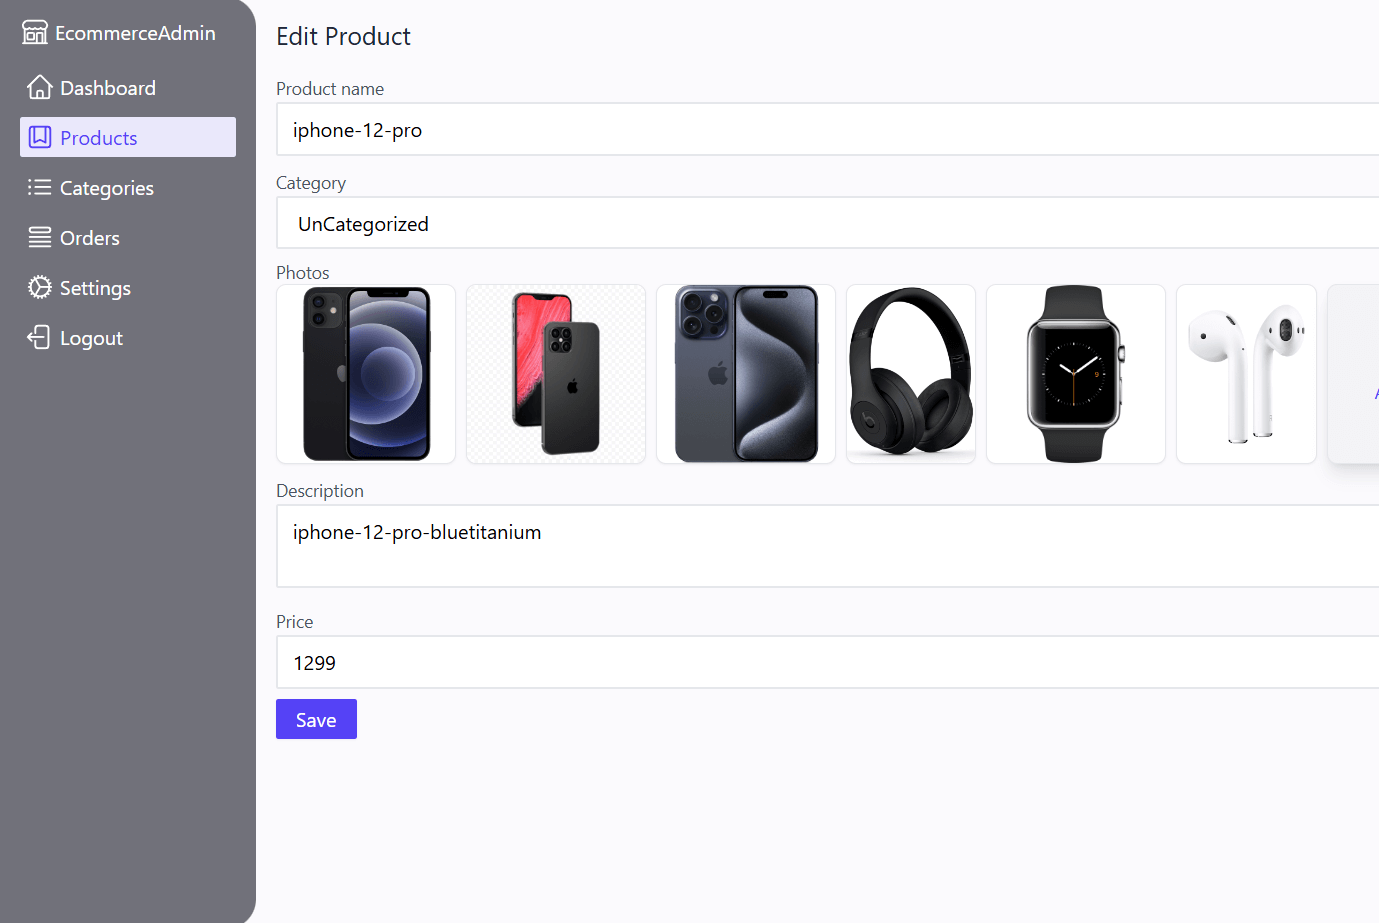 EcommerceAdmin
Dashboard
Products
Categories
Orders
Settings
Logout
Edit Product
Product name
iphone-12-pro
Category
UnCategorized
Photos
9
Description
iphone-12-pro-bluetitanium
Price
1299
Save